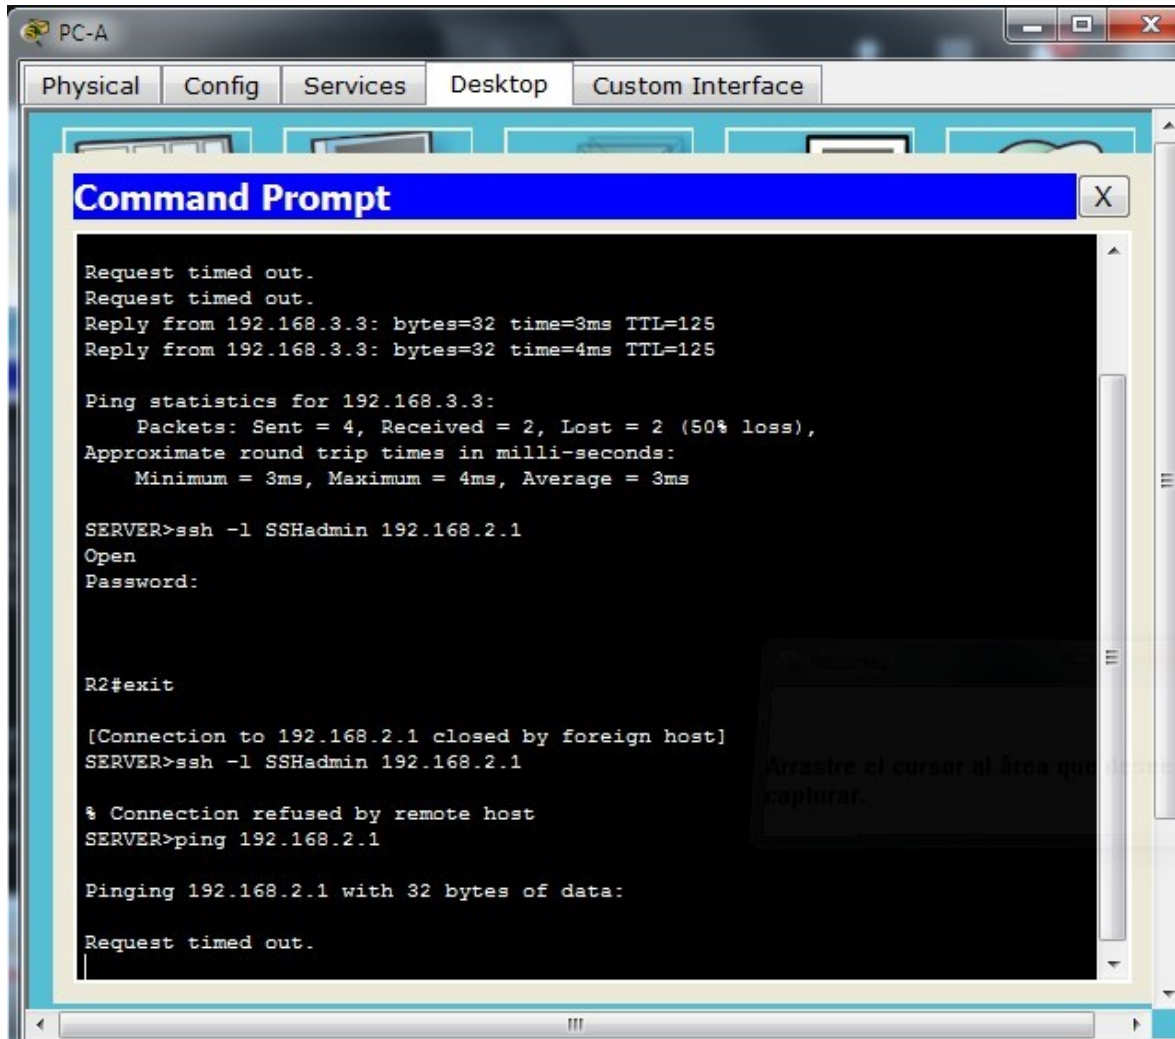 PC-A
Physical Config Services Desktop Custom Interface
Command Prompt
X
Request timed out.
Request timed out.
Reply from 192.168.3.3: bytes=32 time=3ms TTL=125
Reply from 192.168.3.3: bytes=32 time=4ms TTL=125
Ping statistics for 192.168.3.3:
Packets: Sent = 4, Received = 2, Lost = 2 (50% loss),
Approximate round trip times in milli-seconds:
Minimum = 3ms, Maximum = 4ms, Average = 3ms
SERVER>ssh -l SSHadmin 192.168.2.1
Open
Password:
R2#exit
[Connection to 192.168.2.1 closed by foreign host]
SERVER>ssh -l SSHadmin 192.168.2.1
% Connection refused by remote host
SERVER>ping 192.168.2.1
Pinging 192.168.2.1 with 32 bytes of data:
Request timed out.
Recortes
Arrastre el cursor al área que
capturar.